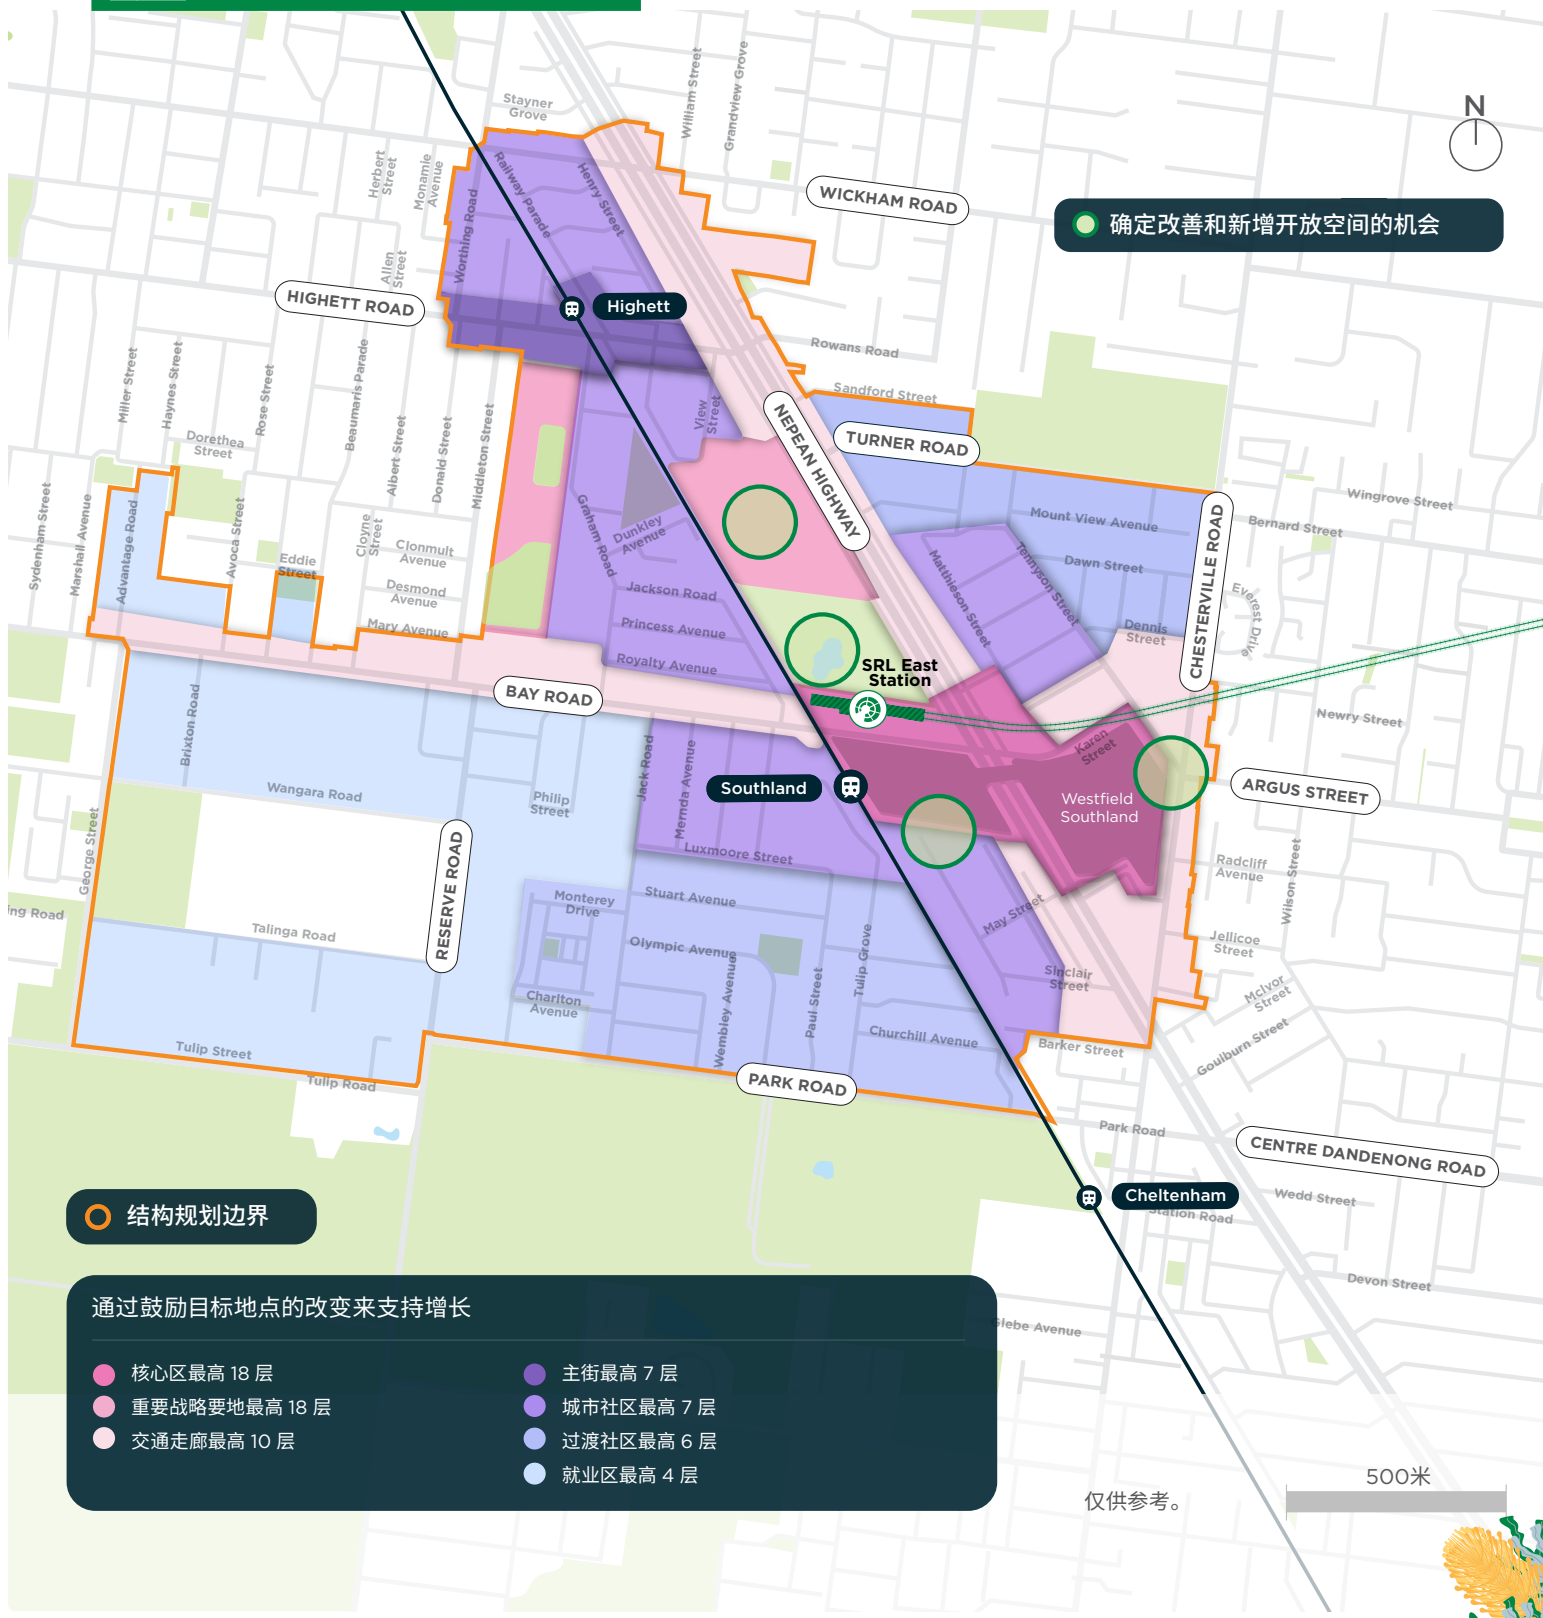 Stayner
Grove
William Street
Grandview Grove
N
Herbert
Street
Monamie
Avenue
Railway Parade
Henry Street
WICKHAM ROAD
确定改善和新增开放空间的机会
Worthing Road
Allen
Street
HIGHETT ROAD
Highett
Rowans Road
Sandford Street
Miller Street
Haynes Street
Rose Street
Beaumaris Parade
Albert Street
Donald Street
Middleton Street
View
Street
NEPEAN HIGHWAY
TURNER ROAD
Dorethea
Street
Sydenham Street
Marshall Avenue
Advantage Road
Avoca Street
Eddie
Street
Cloyne
Street
Clonmult
Avenue
Desmond
Avenue
Mary Avenue
Graham Road
Dunkley
Avenue
Jackson Road
Princess Avenue
Royalty Avenue
Mount View Avenue
Dawn Street
Matthieson Street
Tennyson Street
Dennis
Street
CHESTERVILLE ROAD
Wingrove Street
Bernard Street
Everest Drive
SRL East
Station
BAY ROAD
Brixton Road
Newry Street
Karen
Street
Jack Road
Mernda Avenue
Southland
Westfield
Southland
ARGUS STREET
Wangara Road
Philip
Street
George Street
RESERVE ROAD
Luxmoore Street
Radcliff
Avenue
Wilson Street
Monterey
Drive
Stuart Avenue
May Street
ing Road
Talinga Road
Olympic Avenue
Tulip Grove
Jellicoe
Street
Wembley Avenue
Paul Street
Sinclair
Street
McIvor
Street
Charlton
Avenue
Churchill Avenue
Barker Street
Goulburn Street
Tulip Street
Tulip Road
PARK ROAD
Park Road
CENTRE DANDENONG ROAD
Cheltenham
Wedd Street
Station Road
结构规划边界
Devon Street
Glebe Avenue
通过鼓励目标地点的改变来支持增长
核心区最高 18 层
重要战略要地最高 18 层
交通走廊最高 10 层
主街最高 7 层
城市社区最高 7 层
过渡社区最高 6 层
就业区最高 4 层
500米
仅供参考。